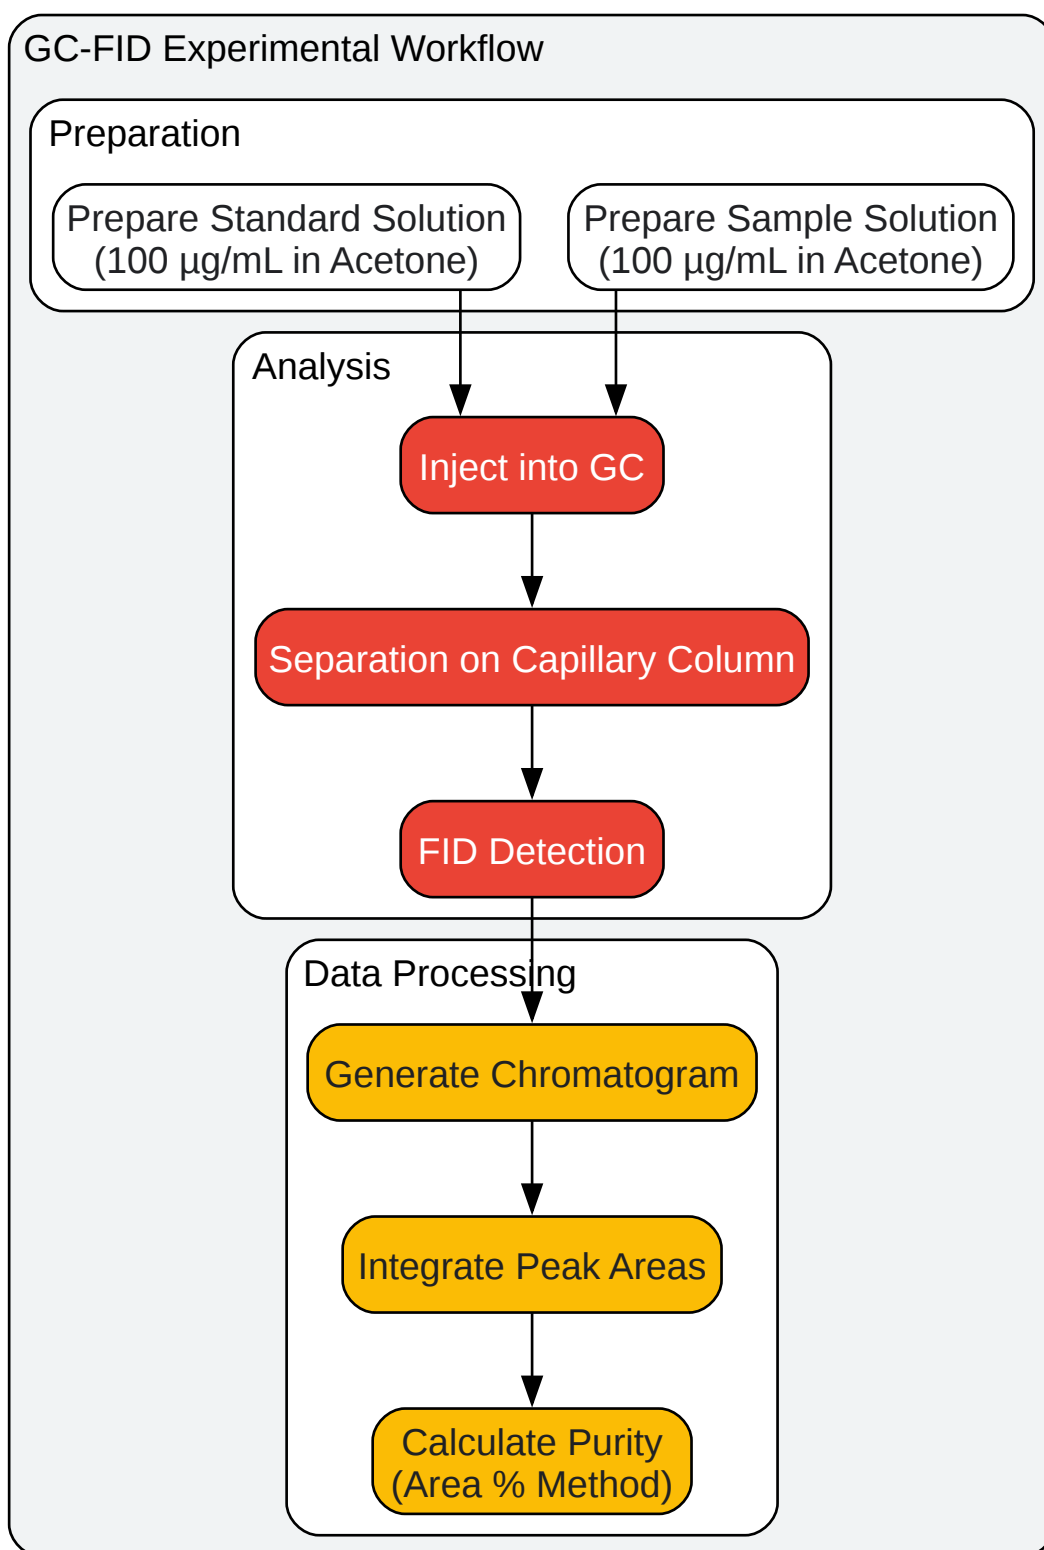 GC-FID Experimental Workflow
Preparation
Prepare Standard Solution
(100 µg/mL in Acetone)
Prepare Sample Solution
(100 µg/mL in Acetone)
Analysis
Inject into GC
Separation on Capillary Column
FID Detection
Data Processing
Generate Chromatogram
Integrate Peak Areas
Calculate Purity
(Area % Method)